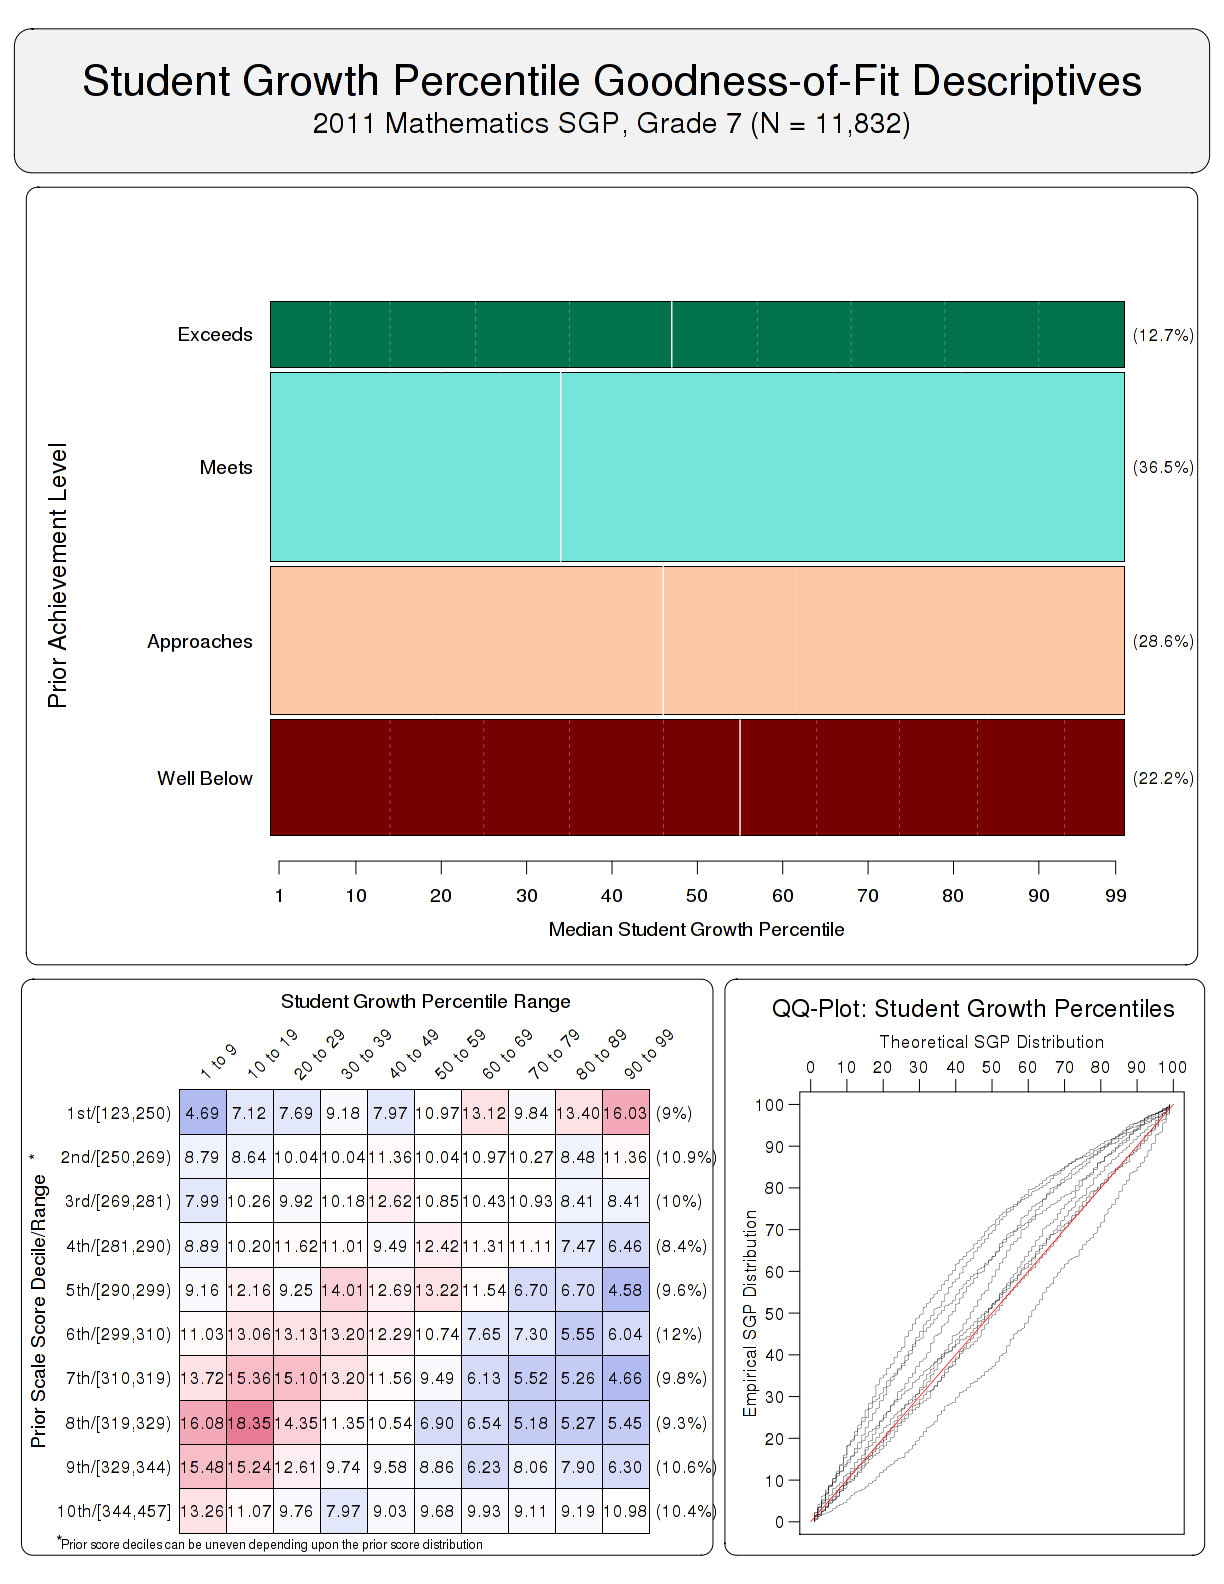 Student Growth Percentile Goodness-of-Fit Descriptives
2011 Mathematics SGP, Grade 7 (N = 11,832)
Prior Achievement Level
Exceeds (12.7%)
Meets (36.5%)
Approaches (28.6%)
Well Below (22.2%)
1 10 20 30 40 50 60 70 80 90 99
Median Student Growth Percentile
Student Growth Percentile Range
1 to 9 10 to 19 20 to 29 30 to 39 40 to 49 50 to 59 60 to 69 70 to 79 80 to 89 90 to 99
Prior Scale Score Decile/Range *
1st/[123,250) 4.69 7.12 7.69 9.18 7.97 10.97 13.12 9.84 13.40 16.03 (9%)
2nd/[250,269) 8.79 8.64 10.04 10.04 11.36 10.04 10.97 10.27 8.48 11.36 (10.9%)
3rd/[269,281) 7.99 10.26 9.92 10.18 12.62 10.85 10.43 10.93 8.41 8.41 (10%)
4th/[281,290) 8.89 10.20 11.62 11.01 9.49 12.42 11.31 11.11 7.47 6.46 (8.4%)
5th/[290,299) 9.16 12.16 9.25 14.01 12.69 13.22 11.54 6.70 6.70 4.58 (9.6%)
6th/[299,310) 11.03 13.06 13.13 13.20 12.29 10.74 7.65 7.30 5.55 6.04 (12%)
7th/[310,319) 13.72 15.36 15.10 13.20 11.56 9.49 6.13 5.52 5.26 4.66 (9.8%)
8th/[319,329) 16.08 18.35 14.35 11.35 10.54 6.90 6.54 5.18 5.27 5.45 (9.3%)
9th/[329,344) 15.48 15.24 12.61 9.74 9.58 8.86 6.23 8.06 7.90 6.30 (10.6%)
10th/[344,457] 13.26 11.07 9.76 7.97 9.03 9.68 9.93 9.11 9.19 10.98 (10.4%)
*Prior score deciles can be uneven depending upon the prior score distribution
QQ-Plot: Student Growth Percentiles
Theoretical SGP Distribution
0 10 20 30 40 50 60 70 80 90 100
Empirical SGP Distribution
100
90
80
70
60
50
40
30
20
10
0